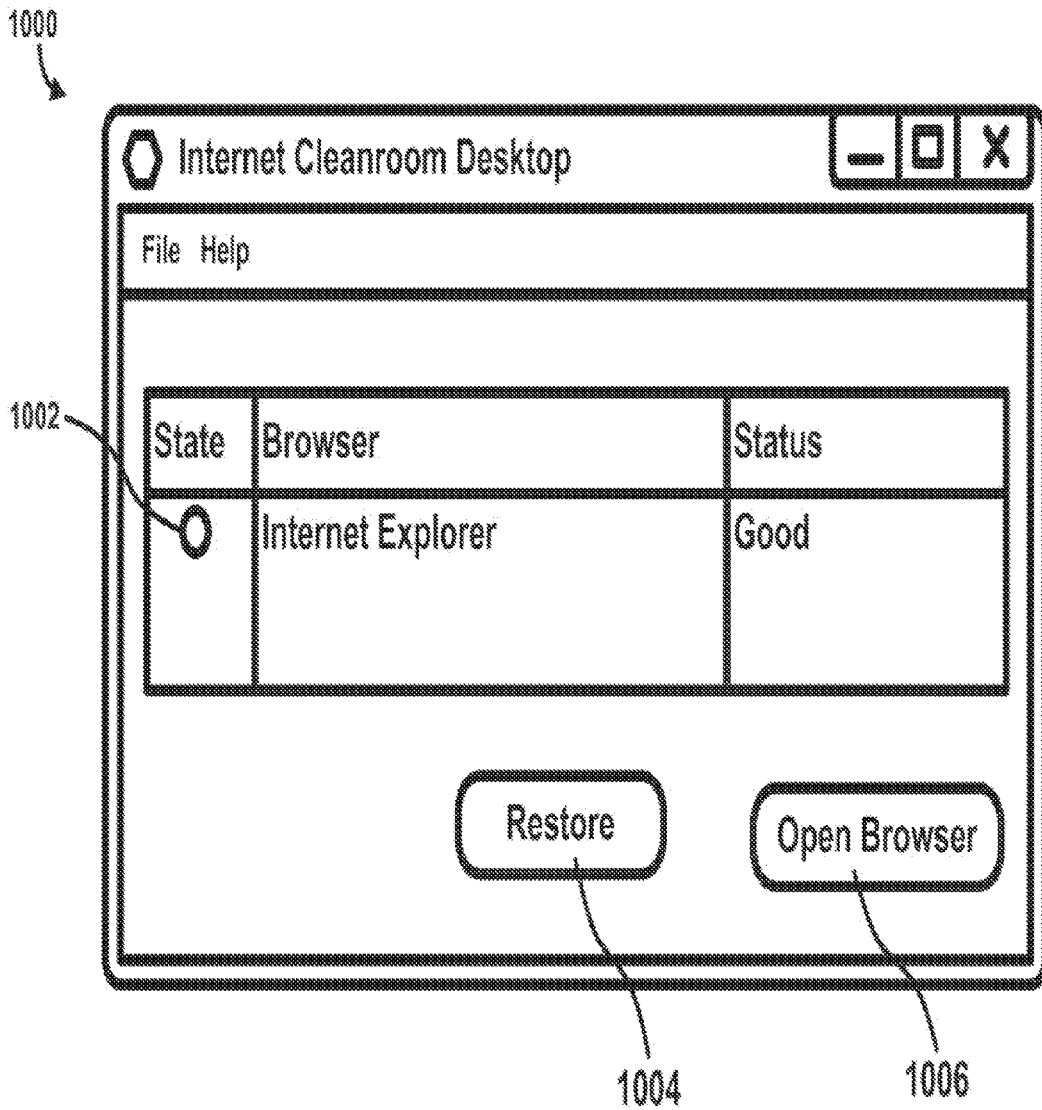 1000
Internet Cleanroom Desktop
File Help
1002
State Browser Status
Internet Explorer Good
Restore
Open Browser
1004
1006